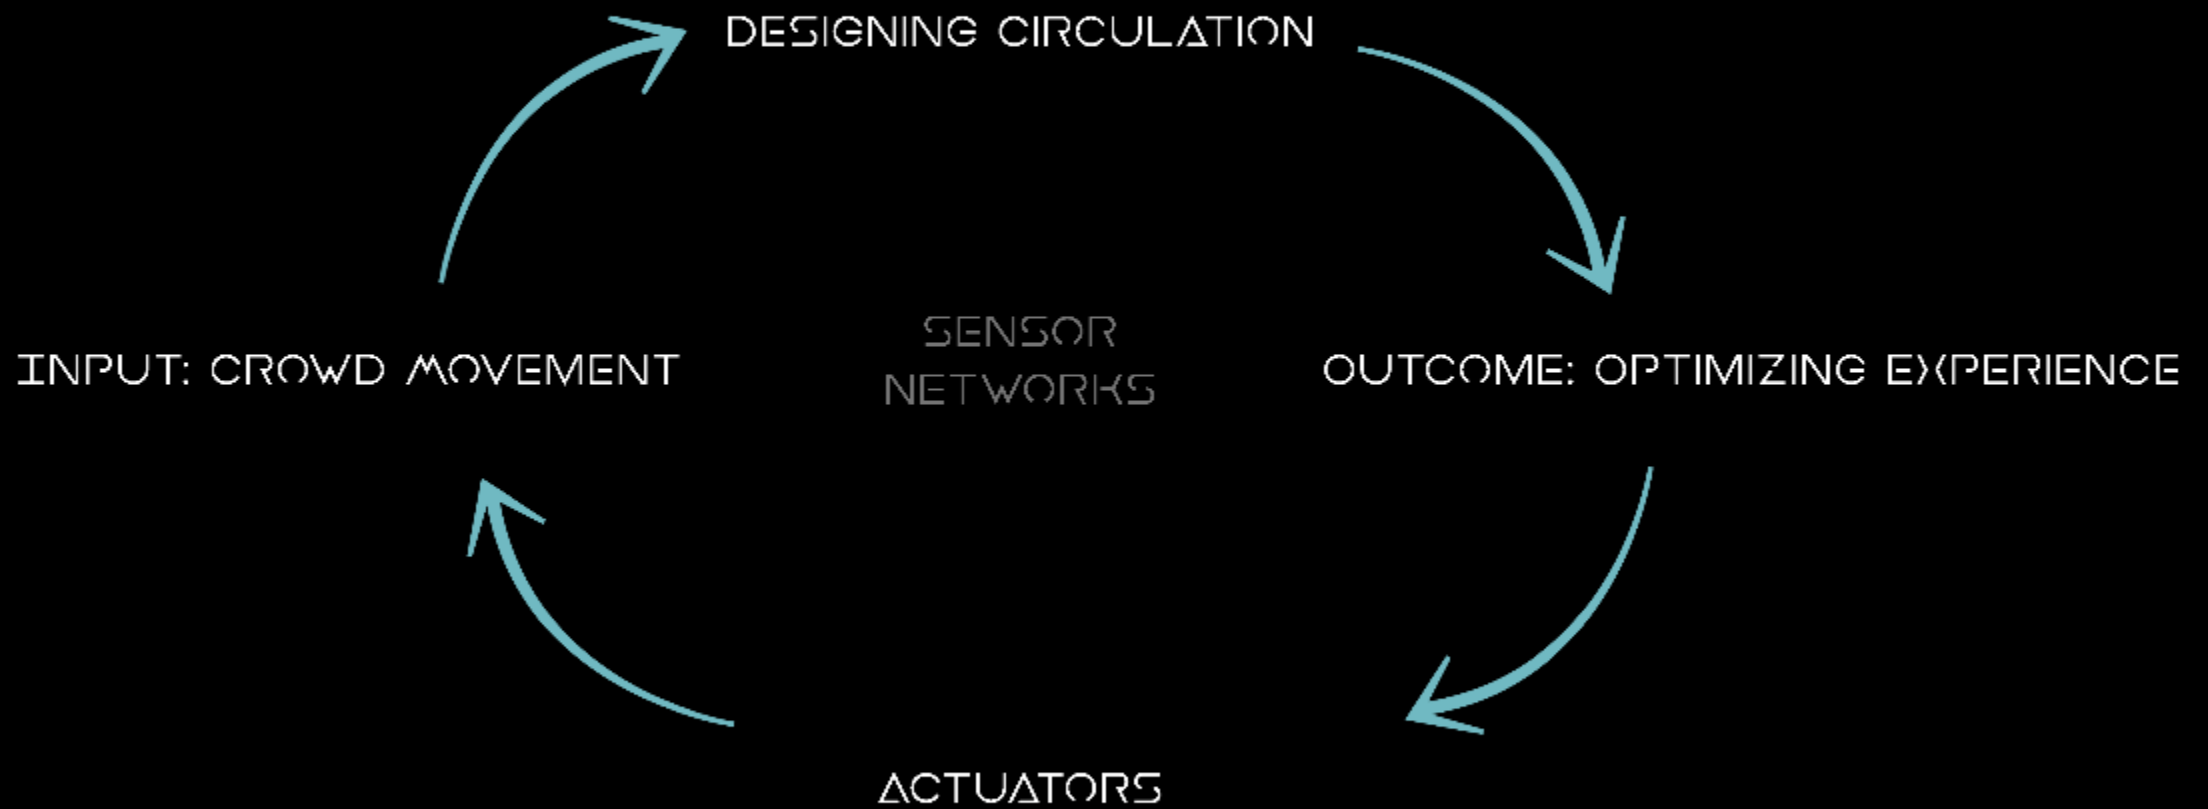 DESIGNING CIRCULATION
SENSOR
NETWORKS
INPUT: CROWD MOVEMENT
OUTCOME: OPTIMIZING EXPERIENCE
ACTUATORS